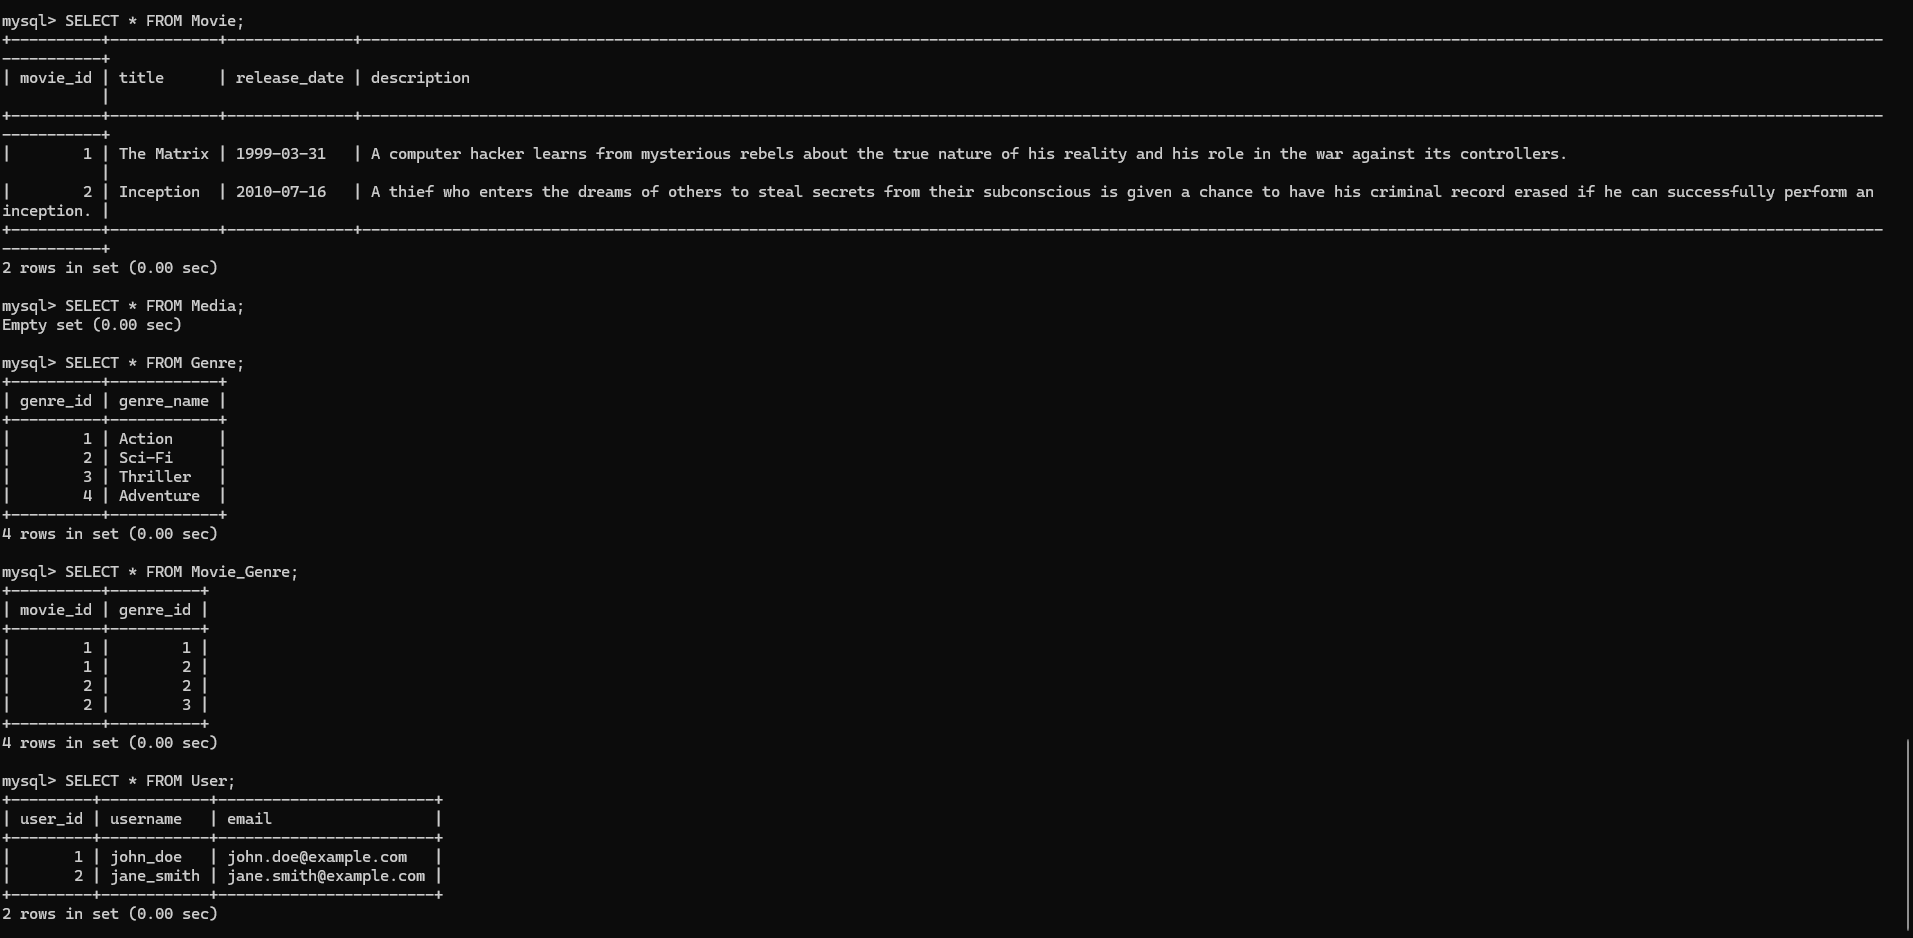 mysql> SELECT * FROM Movie;
+----------+------------+--------------+-------------------------------------------------------------------------------------------------------------------------------------------------------------------------
-----------+
| movie_id | title      | release_date | description
           |
+----------+------------+--------------+-------------------------------------------------------------------------------------------------------------------------------------------------------------------------
-----------+
|        1 | The Matrix | 1999-03-31   | A computer hacker learns from mysterious rebels about the true nature of his reality and his role in the war against its controllers.
           |
|        2 | Inception  | 2010-07-16   | A thief who enters the dreams of others to steal secrets from their subconscious is given a chance to have his criminal record erased if he can successfully perform an
inception. |
+----------+------------+--------------+-------------------------------------------------------------------------------------------------------------------------------------------------------------------------
-----------+
2 rows in set (0.00 sec)

mysql> SELECT * FROM Media;
Empty set (0.00 sec)

mysql> SELECT * FROM Genre;
+----------+------------+
| genre_id | genre_name |
+----------+------------+
|        1 | Action     |
|        2 | Sci-Fi     |
|        3 | Thriller   |
|        4 | Adventure  |
+----------+------------+
4 rows in set (0.00 sec)

mysql> SELECT * FROM Movie_Genre;
+----------+----------+
| movie_id | genre_id |
+----------+----------+
|        1 |        1 |
|        1 |        2 |
|        2 |        2 |
|        2 |        3 |
+----------+----------+
4 rows in set (0.00 sec)

mysql> SELECT * FROM User;
+---------+------------+------------------------+
| user_id | username   | email                  |
+---------+------------+------------------------+
|       1 | john_doe   | john.doe@example.com   |
|       2 | jane_smith | jane.smith@example.com |
+---------+------------+------------------------+
2 rows in set (0.00 sec)